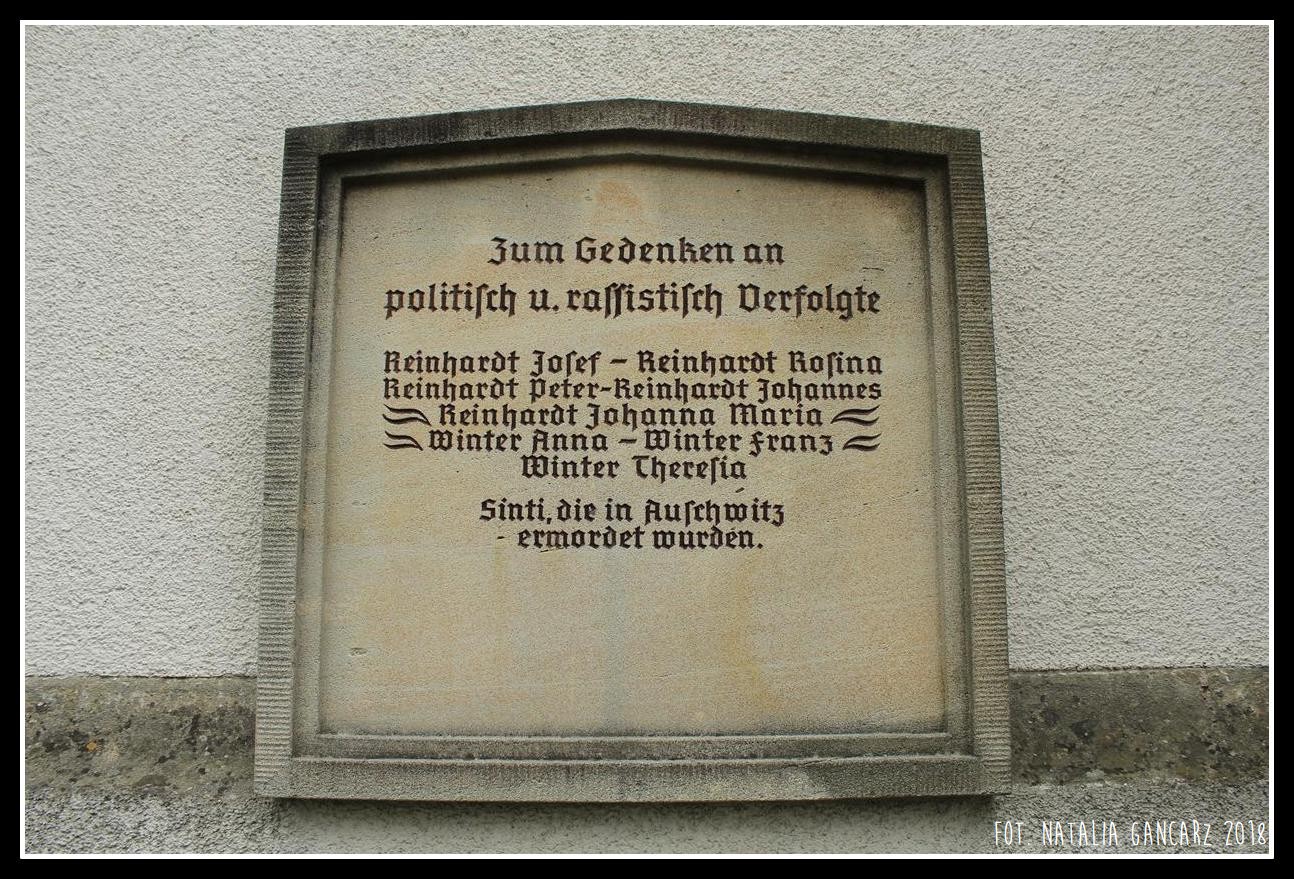 Zum Gedenken an
politiſch u. raſſistiſch Verfolgte
Reinhardt Joſef – Reinhardt Roſina
Reinhardt Peter-Reinhardt Johannes
Reinhardt Johanna Maria
Winter Anna – Winter Franz
Winter Thereſia
Sinti, die in Auſchwitz
ermordet wurden.
FOT. NATALIA GANCARZ 2018